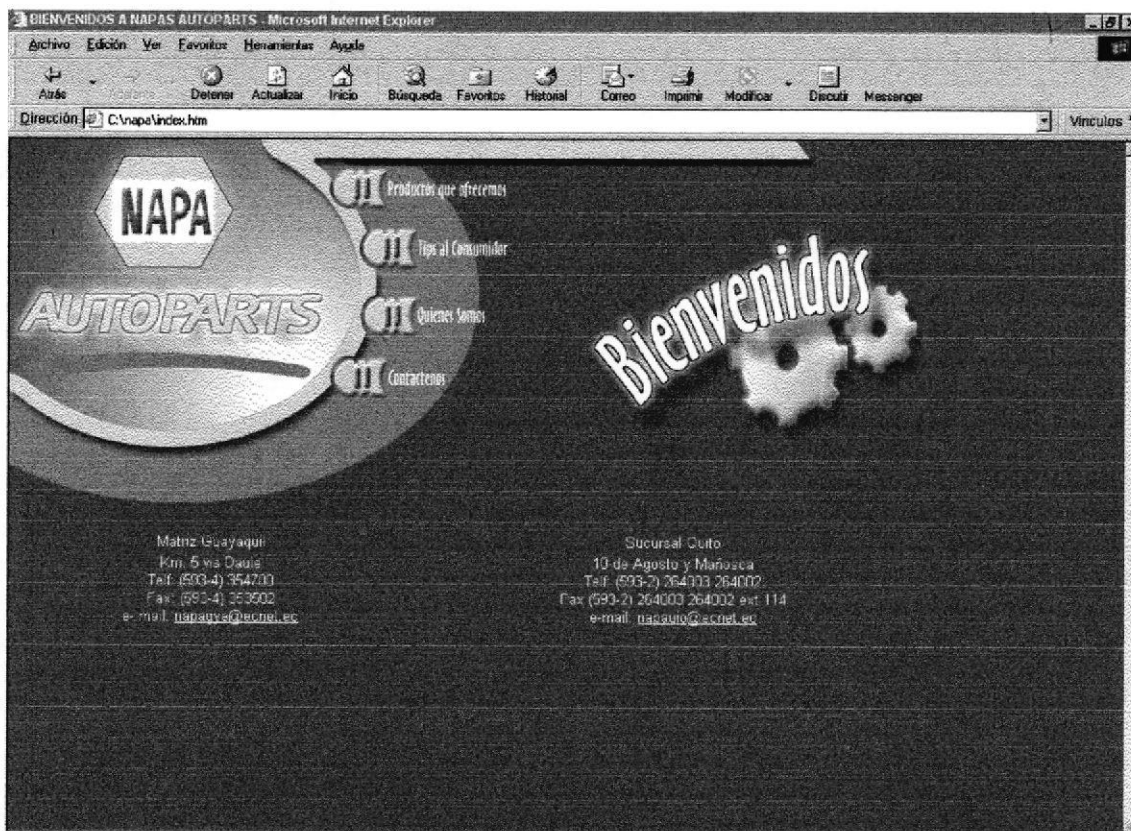 BIENVENIDOS A NAPAS AUTOPARTS - Microsoft Internet Explorer
Archivo Edición Ver Favoritos Herramientas Ayuda
Atrás Detener Actualizar Inicio Búsqueda Favoritos Historial Correo Imprimir Modificar Discutir Messenger
Dirección C:\napa\index.htm Vínculos
NAPA
AUTOPARTS
Productos que ofrecemos
Tips al Consumidor
Quienes Somos
Contactenos
Bienvenidos
Matriz Guayaquil
Km. 5 via Daule
Telf: (593-4) 354700
Fax: (593-4) 353502
e- mail: napagye@ecnet.ec
Sucursal Quito
10 de Agosto y Mañosca
Telf: (593-2) 264003 264002
Fax (593-2) 264003 264002 ext 114
e-mail: napauio@ecnet.ec